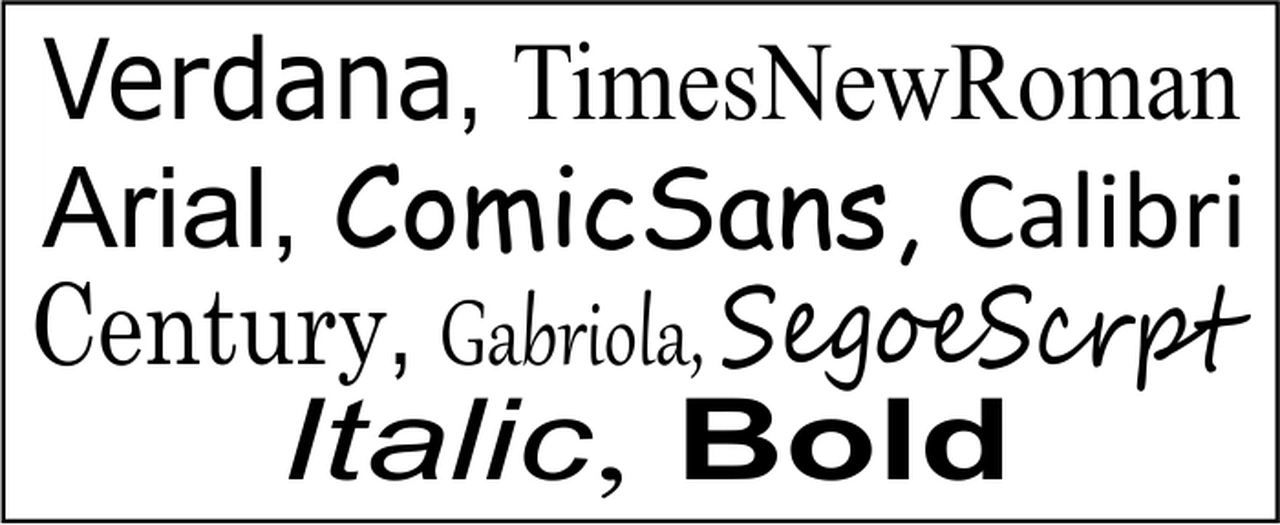 Verdana, TimesNewRoman
Arial, ComicSans, Calibri
Century, Gabriola, SegoeScrpt
Italic, Bold